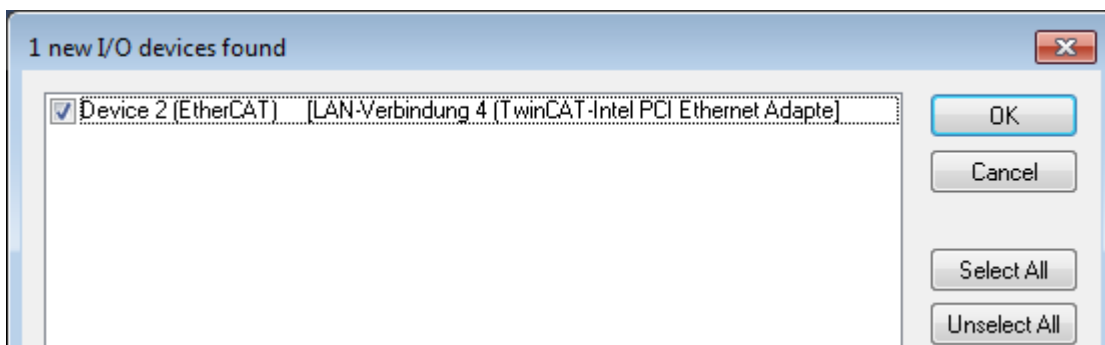 1 new I/O devices found
Device 2 (EtherCAT) [LAN-Verbindung 4 (TwinCAT-Intel PCI Ethernet Adapte]
OK
Cancel
Select All
Unselect All